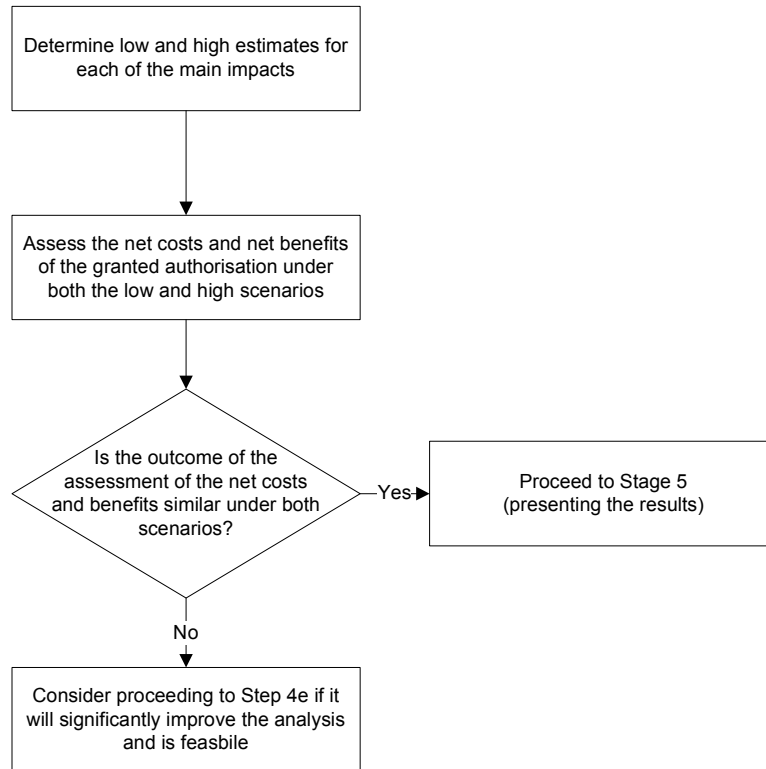 Determine low and high estimates for
each of the main impacts
Assess the net costs and net benefits
of the granted authorisation under
both the low and high scenarios
Is the outcome of the
assessment of the net costs
and benefits similar under both
scenarios?
Yes
Proceed to Stage 5
(presenting the results)
No
Consider proceeding to Step 4e if it
will significantly improve the analysis
and is feasbile